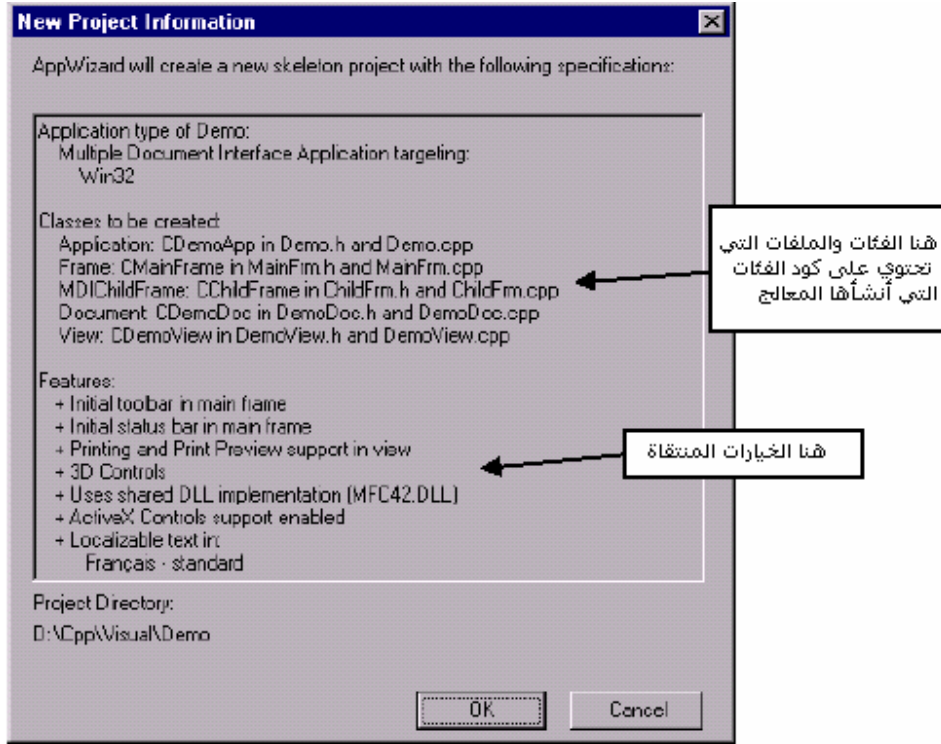 New Project Information
AppWizard will create a new skeleton project with the following specifications:
Application type of Demo:
Multiple Document Interface Application targeting:
Win32
Classes to be created:
Application: CDemoApp in Demo.h and Demo.cpp
Frame: CMainFrame in MainFrm.h and MainFrm.cpp
MDIChildFrame: CChildFrame in ChildFrm.h and ChildFrm.cpp
Document: CDemoDoc in DemoDoc.h and DemoDoc.cpp
View: CDemoView in DemoView.h and DemoView.cpp
هنا الفئات والملفات التي
تحتوي على كود الفئات
التي أنشأها المعالج
Features:
+ Initial toolbar in main frame
+ Initial status bar in main frame
+ Printing and Print Preview support in view
+ 3D Controls
+ Uses shared DLL implementation (MFC42.DLL)
+ ActiveX Controls support enabled
+ Localizable text in:
Français - standard
هنا الخيارات المنتقاة
Project Directory:
D:\Cpp\Visual\Demo
OK
Cancel